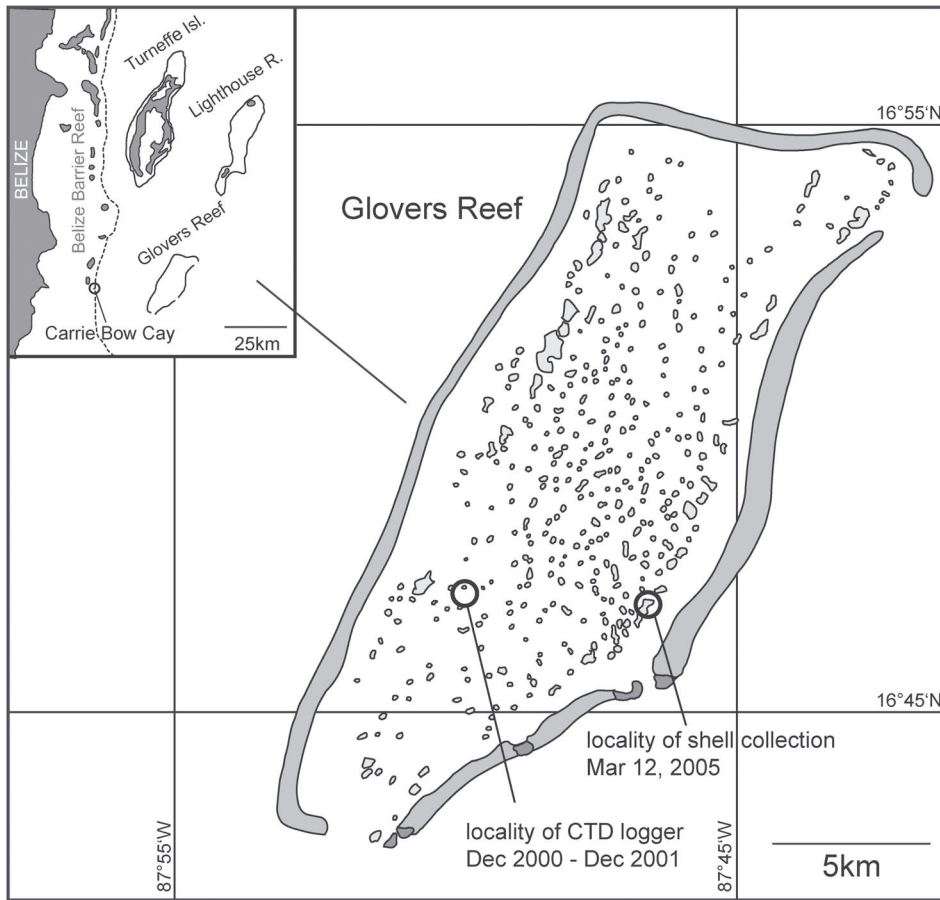 Turneffe Isl.
Lighthouse R.
BELIZE
Belize Barrier Reef
Glovers Reef
Carrie Bow Cay
25km
16°55'N
Glovers Reef
16°45'N
locality of shell collection
Mar 12, 2005
locality of CTD logger
Dec 2000 - Dec 2001
87°55'W
87°45'W
5km